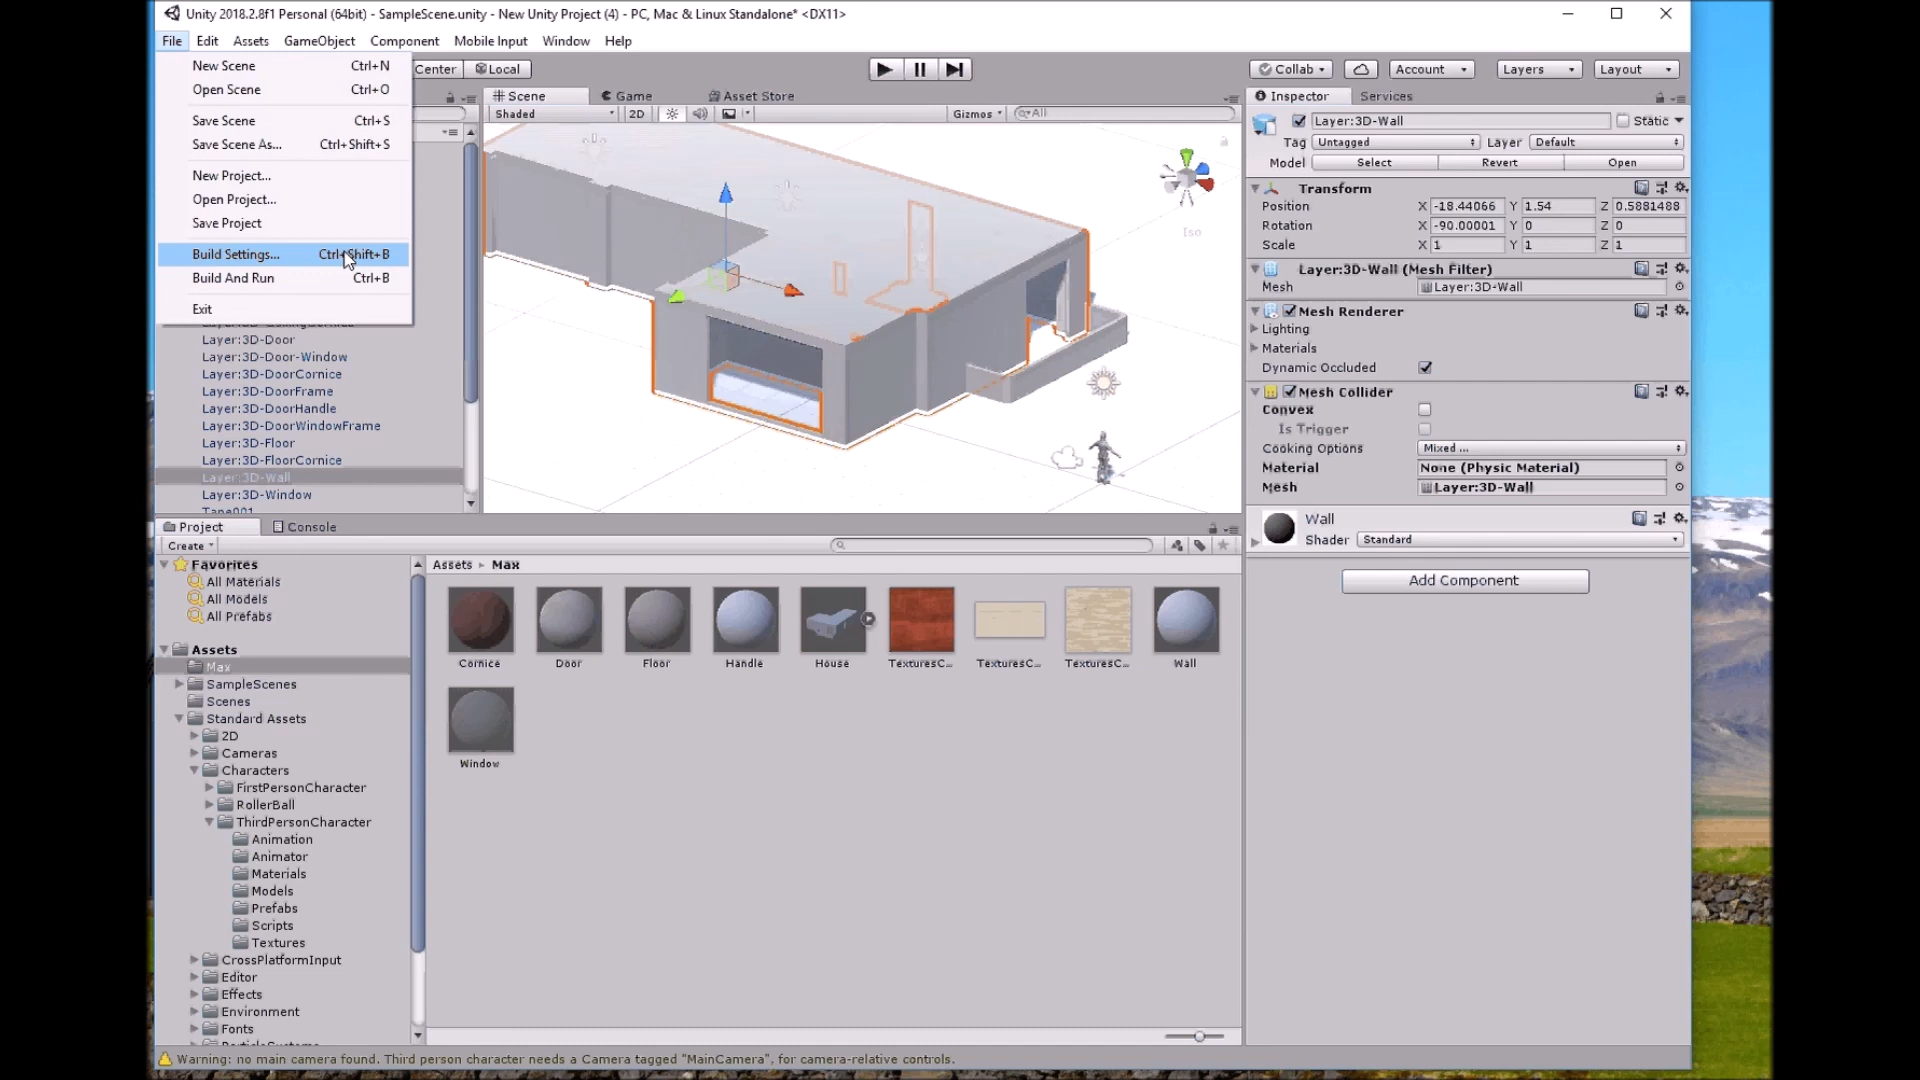 Unity 2018.2.8f1 Personal (64bit) - SampleScene.unity - New Unity Project (4) - PC, Mac & Linux Standalone* <DX11>
File Edit Assets GameObject Component Mobile Input Window Help
New Scene Ctrl+N
Open Scene Ctrl+O
Save Scene Ctrl+S
Save Scene As... Ctrl+Shift+S
New Project...
Open Project...
Save Project
Build Settings... Ctrl+Shift+B
Build And Run Ctrl+B
Exit
Center Local
Collab Account Layers Layout
Scene Game Asset Store
Shaded 2D Gizmos All
Iso
Layer:3D-Door
Layer:3D-Door-Window
Layer:3D-DoorCornice
Layer:3D-DoorFrame
Layer:3D-DoorHandle
Layer:3D-DoorWindowFrame
Layer:3D-Floor
Layer:3D-FloorCornice
Layer:3D-Wall
Layer:3D-Window
Tape001
Inspector Services
Layer:3D-Wall Static
Tag Untagged Layer Default
Model Select Revert Open
Transform
Position X -18.44066 Y 1.54 Z 0.5881488
Rotation X -90.00001 Y 0 Z 0
Scale X 1 Y 1 Z 1
Layer:3D-Wall (Mesh Filter)
Mesh Layer:3D-Wall
Mesh Renderer
Lighting
Materials
Dynamic Occluded
Mesh Collider
Convex
Is Trigger
Cooking Options Mixed ...
Material None (Physic Material)
Mesh Layer:3D-Wall
Wall
Shader Standard
Add Component
Project Console
Create
Favorites
All Materials
All Models
All Prefabs
Assets
Max
SampleScenes
Scenes
Standard Assets
2D
Cameras
Characters
FirstPersonCharacter
RollerBall
ThirdPersonCharacter
Animation
Animator
Materials
Models
Prefabs
Scripts
Textures
CrossPlatformInput
Editor
Effects
Environment
Fonts
Assets Max
Cornice Door Floor Handle House TexturesC... TexturesC... TexturesC... Wall
Window
Warning: no main camera found. Third person character needs a Camera tagged "MainCamera", for camera-relative controls.